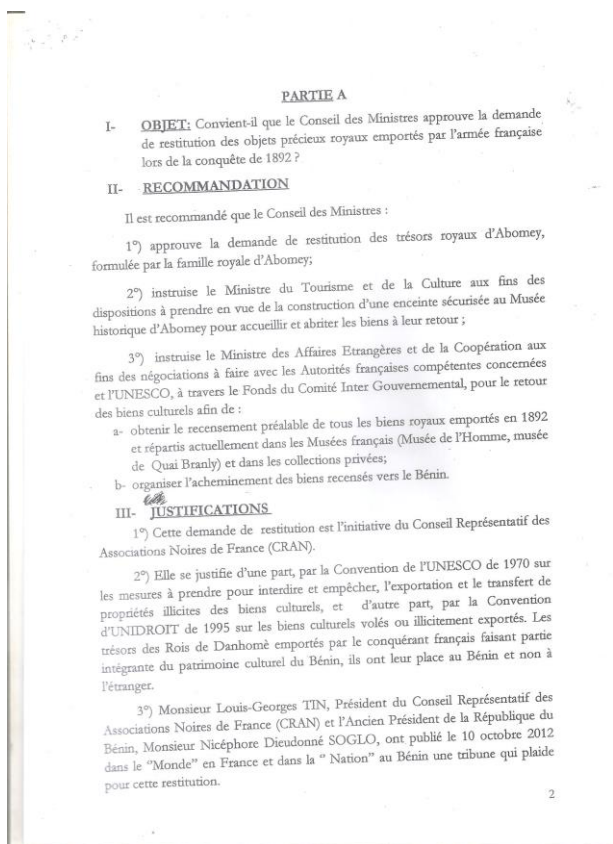 PARTIE A
I- OBJET: Convient-il que le Conseil des Ministres approuve la demande
de restitution des objets précieux royaux emportés par l'armée française
lors de la conquête de 1892 ?
II- RECOMMANDATION
Il est recommandé que le Conseil des Ministres :
1°) approuve la demande de restitution des trésors royaux d'Abomey,
formulée par la famille royale d'Abomey;
2°) instruise le Ministre du Tourisme et de la Culture aux fins des
dispositions à prendre en vue de la construction d'une enceinte sécurisée au Musée
historique d'Abomey pour accueillir et abriter les biens à leur retour ;
3°) instruise le Ministre des Affaires Etrangères et de la Coopération aux
fins des négociations à faire avec les Autorités françaises compétentes concernées
et l'UNESCO, à travers le Fonds du Comité Inter Gouvernemental, pour le retour
des biens culturels afin de :
a- obtenir le recensement préalable de tous les biens royaux emportés en 1892
et répartis actuellement dans les Musées français (Musée de l'Homme, musée
de Quai Branly) et dans les collections privées;
b- organiser l'acheminement des biens recensés vers le Bénin.
III- JUSTIFICATIONS
1°) Cette demande de restitution est l'initiative du Conseil Représentatif des
Associations Noires de France (CRAN).
2°) Elle se justifie d'une part, par la Convention de l'UNESCO de 1970 sur
les mesures à prendre pour interdire et empêcher, l'exportation et le transfert de
propriétés illicites des biens culturels, et d'autre part, par la Convention
d'UNIDROIT de 1995 sur les biens culturels volés ou illicitement exportés. Les
trésors des Rois de Danhomè emportés par le conquérant français faisant partie
intégrante du patrimoine culturel du Bénin, ils ont leur place au Bénin et non à
l'étranger.
3°) Monsieur Louis-Georges TIN, Président du Conseil Représentatif des
Associations Noires de France (CRAN) et l'Ancien Président de la République du
Bénin, Monsieur Nicéphore Dieudonné SOGLO, ont publié le 10 octobre 2012
dans le "Monde" en France et dans la " Nation" au Bénin une tribune qui plaide
pour cette restitution.
2